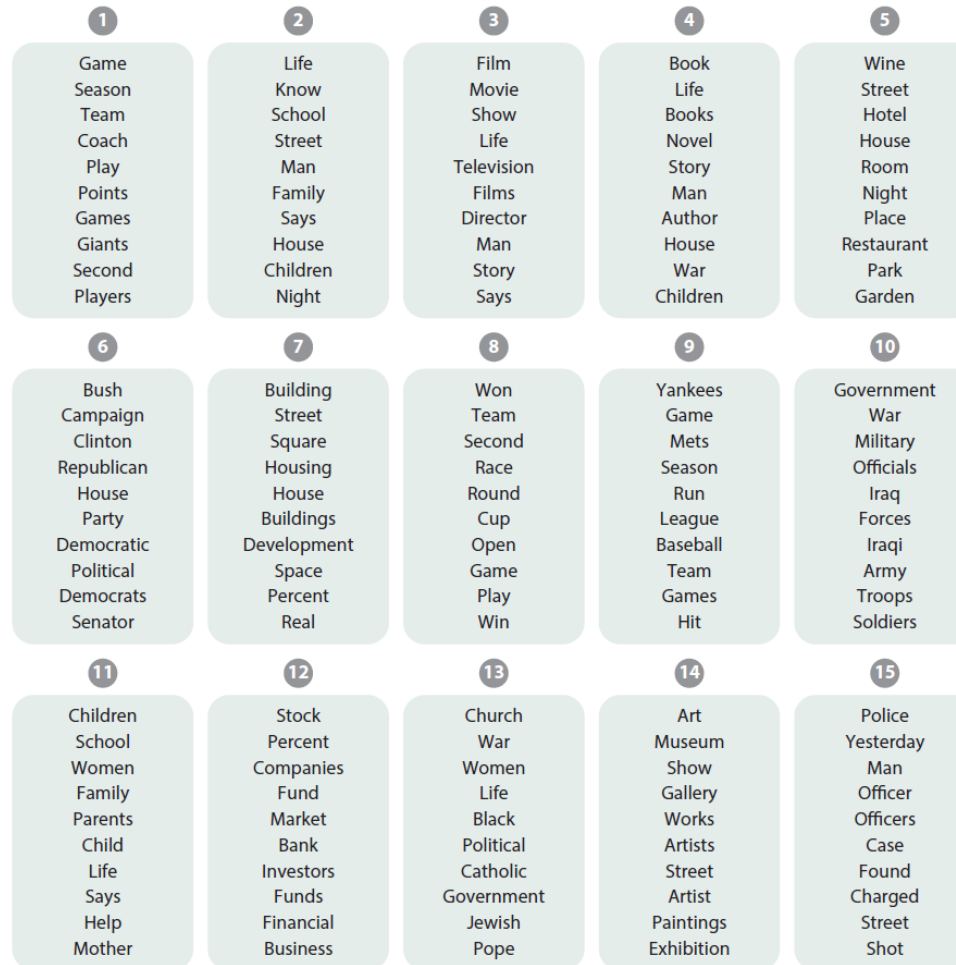 1
Game
Season
Team
Coach
Play
Points
Games
Giants
Second
Players
2
Life
Know
School
Street
Man
Family
Says
House
Children
Night
3
Film
Movie
Show
Life
Television
Films
Director
Man
Story
Says
4
Book
Life
Books
Novel
Story
Man
Author
House
War
Children
5
Wine
Street
Hotel
House
Room
Night
Place
Restaurant
Park
Garden
6
Bush
Campaign
Clinton
Republican
House
Party
Democratic
Political
Democrats
Senator
7
Building
Street
Square
Housing
House
Buildings
Development
Space
Percent
Real
8
Won
Team
Second
Race
Round
Cup
Open
Game
Play
Win
9
Yankees
Game
Mets
Season
Run
League
Baseball
Team
Games
Hit
10
Government
War
Military
Officials
Iraq
Forces
Iraqi
Army
Troops
Soldiers
11
Children
School
Women
Family
Parents
Child
Life
Says
Help
Mother
12
Stock
Percent
Companies
Fund
Market
Bank
Investors
Funds
Financial
Business
13
Church
War
Women
Life
Black
Political
Catholic
Government
Jewish
Pope
14
Art
Museum
Show
Gallery
Works
Artists
Street
Artist
Paintings
Exhibition
15
Police
Yesterday
Man
Officer
Officers
Case
Found
Charged
Street
Shot